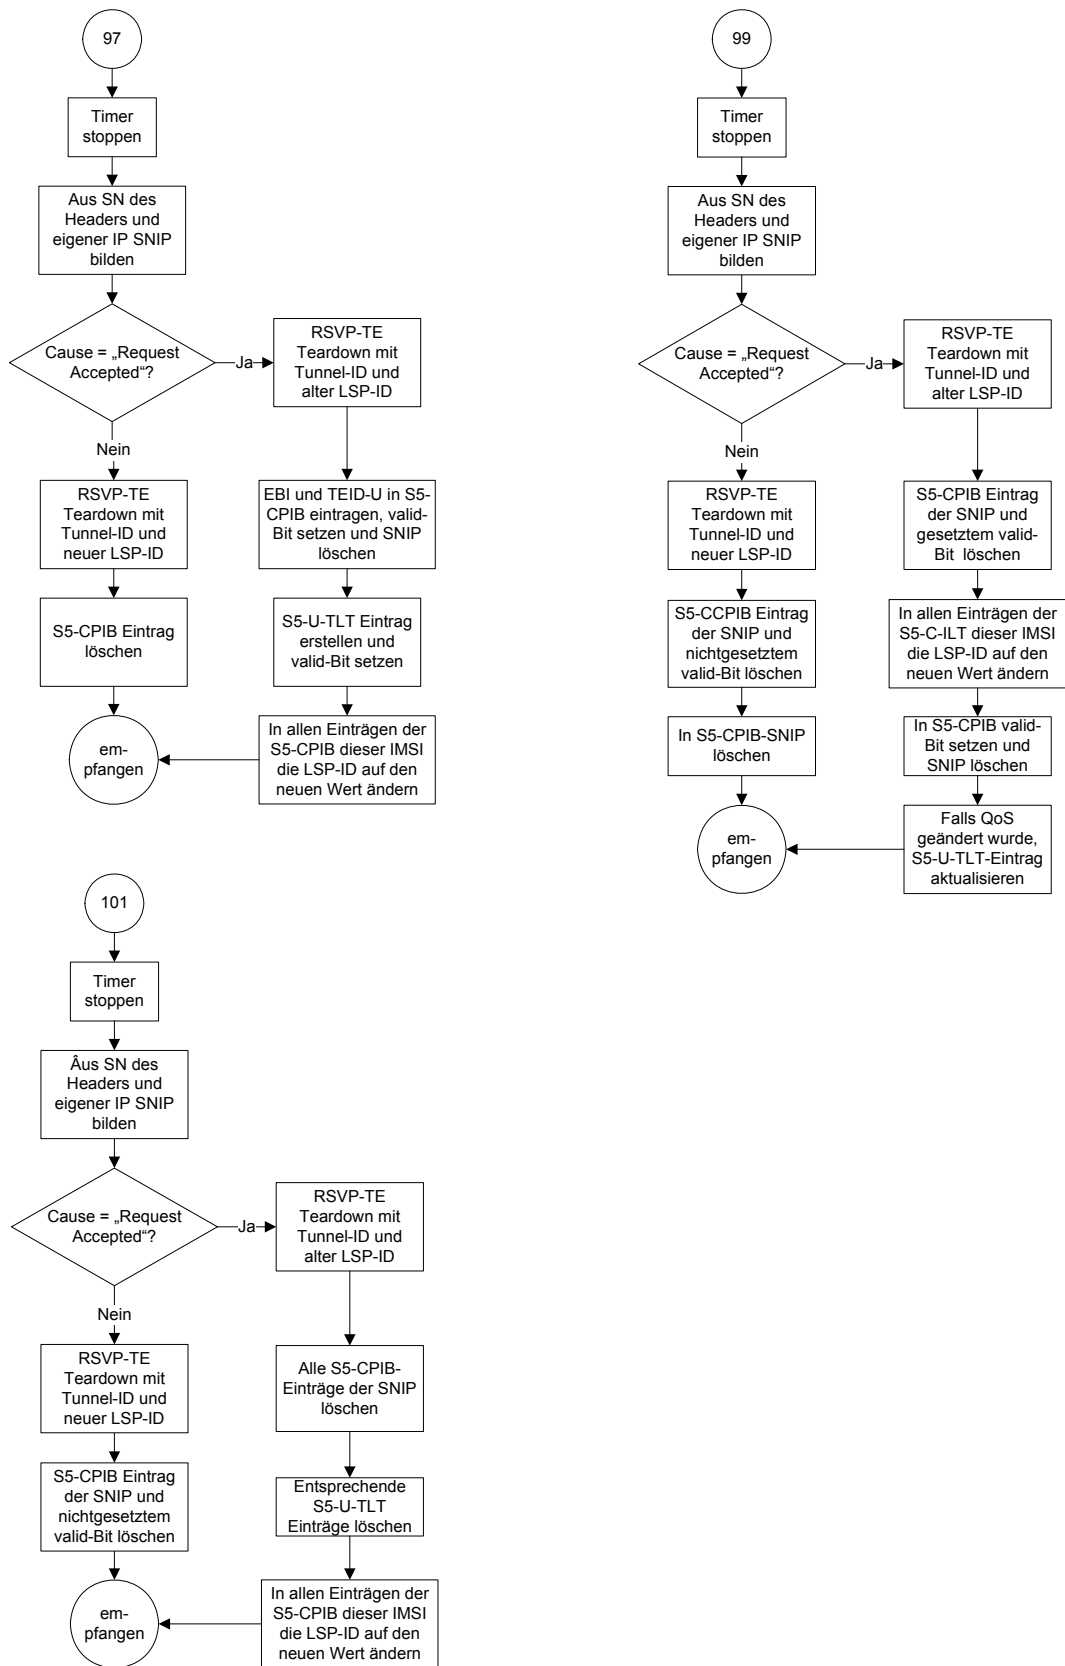 97
Timer
stoppen
Aus SN des
Headers und
eigener IP SNIP
bilden
Cause = „Request
Accepted“?
Ja
RSVP-TE
Teardown mit
Tunnel-ID und
alter LSP-ID
Nein
RSVP-TE
Teardown mit
Tunnel-ID und
neuer LSP-ID
EBI und TEID-U in S5-
CPIB eintragen, valid-
Bit setzen und SNIP
löschen
S5-CPIB Eintrag
löschen
S5-U-TLT Eintrag
erstellen und
valid-Bit setzen
em-
pfangen
In allen Einträgen der
S5-CPIB dieser IMSI
die LSP-ID auf den
neuen Wert ändern
99
Timer
stoppen
Aus SN des
Headers und
eigener IP SNIP
bilden
Cause = „Request
Accepted“?
Ja
RSVP-TE
Teardown mit
Tunnel-ID und
alter LSP-ID
Nein
RSVP-TE
Teardown mit
Tunnel-ID und
neuer LSP-ID
S5-CPIB Eintrag
der SNIP und
gesetztem valid-
Bit löschen
S5-CCPIB Eintrag
der SNIP und
nichtgesetztem
valid-Bit löschen
In allen Einträgen der
S5-C-ILT dieser IMSI
die LSP-ID auf den
neuen Wert ändern
In S5-CPIB-SNIP
löschen
In S5-CPIB valid-
Bit setzen und
SNIP löschen
em-
pfangen
Falls QoS
geändert wurde,
S5-U-TLT-Eintrag
aktualisieren
101
Timer
stoppen
Âus SN des
Headers und
eigener IP SNIP
bilden
Cause = „Request
Accepted“?
Ja
RSVP-TE
Teardown mit
Tunnel-ID und
alter LSP-ID
Nein
RSVP-TE
Teardown mit
Tunnel-ID und
neuer LSP-ID
Alle S5-CPIB-
Einträge der SNIP
löschen
S5-CPIB Eintrag
der SNIP und
nichtgesetztem
valid-Bit löschen
Entsprechende
S5-U-TLT
Einträge löschen
em-
pfangen
In allen Einträgen der
S5-CPIB dieser IMSI
die LSP-ID auf den
neuen Wert ändern